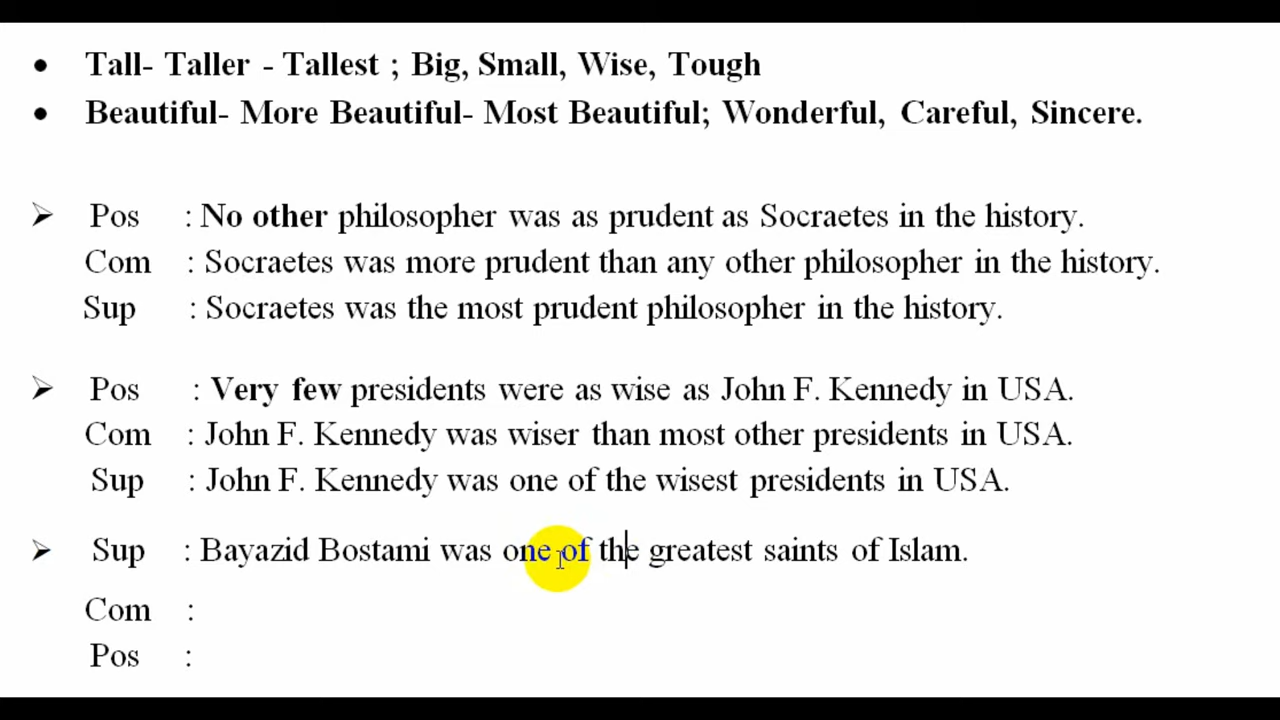 • Tall- Taller - Tallest ; Big, Small, Wise, Tough
• Beautiful- More Beautiful- Most Beautiful; Wonderful, Careful, Sincere.
➢ Pos : No other philosopher was as prudent as Socraetes in the history.
Com : Socraetes was more prudent than any other philosopher in the history.
Sup : Socraetes was the most prudent philosopher in the history.
➢ Pos : Very few presidents were as wise as John F. Kennedy in USA.
Com : John F. Kennedy was wiser than most other presidents in USA.
Sup : John F. Kennedy was one of the wisest presidents in USA.
➢ Sup : Bayazid Bostami was one of the greatest saints of Islam.
Com :
Pos :